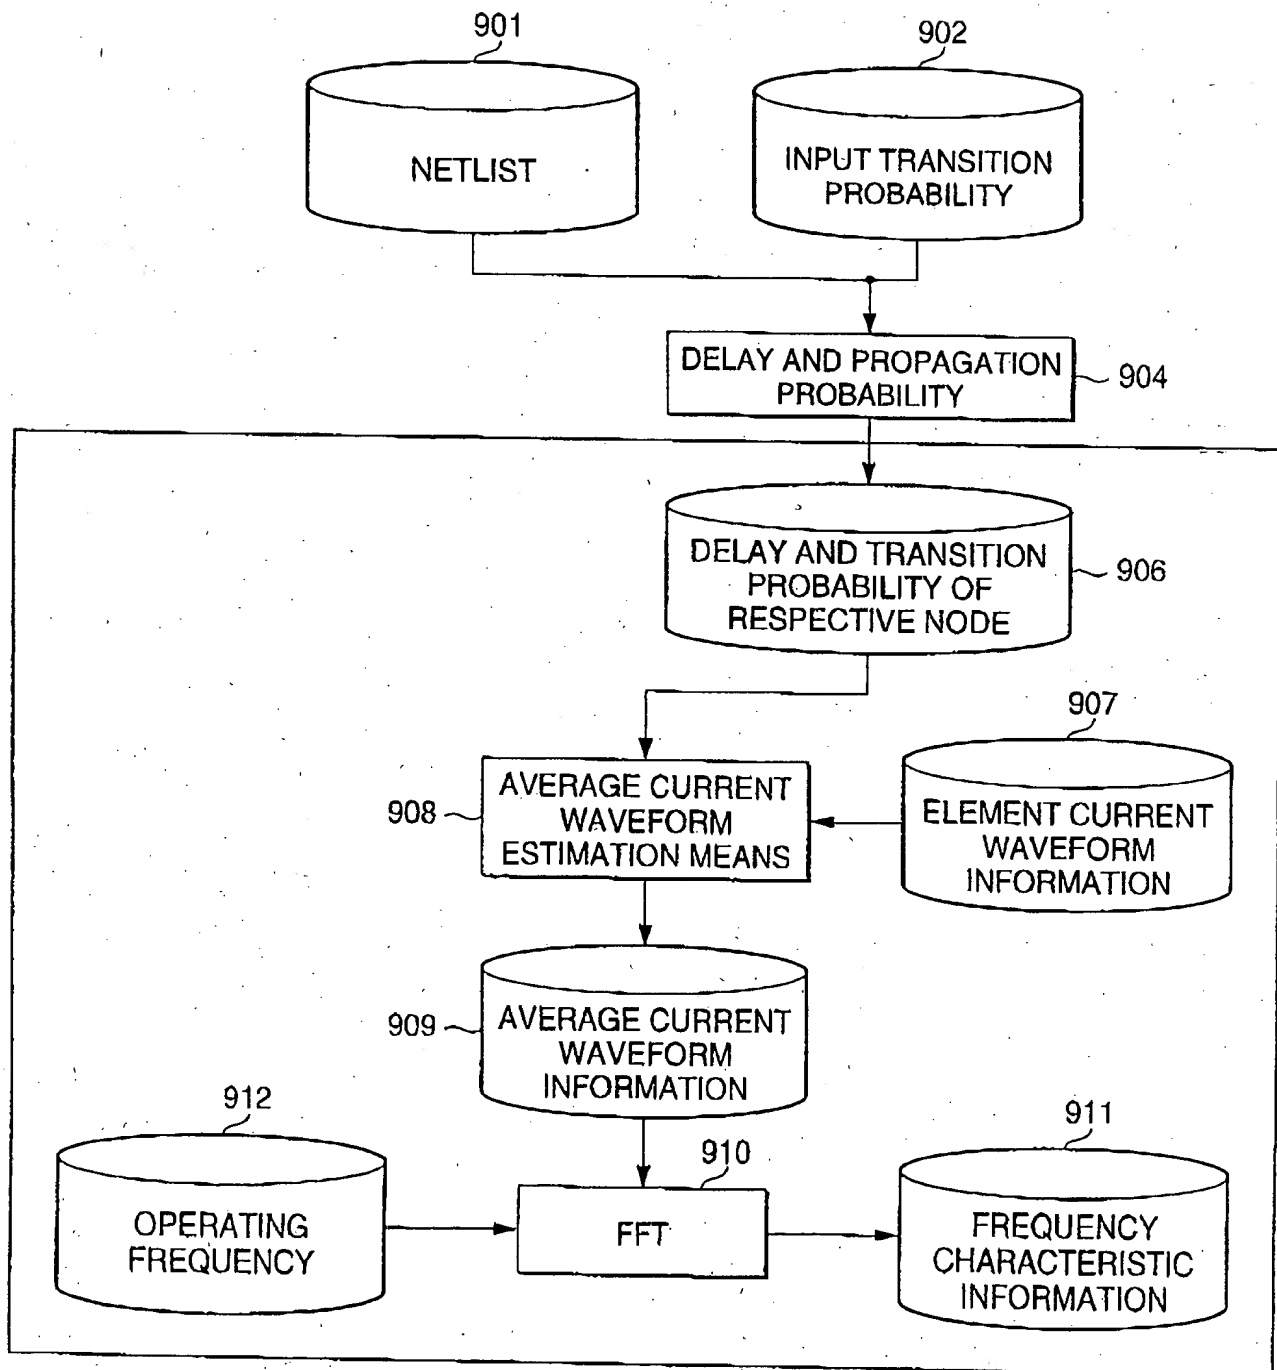 901
902
NETLIST
INPUT TRANSITION
PROBABILITY
DELAY AND PROPAGATION
PROBABILITY
904
DELAY AND TRANSITION
PROBABILITY OF
RESPECTIVE NODE
906
907
908
AVERAGE CURRENT
WAVEFORM
ESTIMATION MEANS
ELEMENT CURRENT
WAVEFORM
INFORMATION
909
AVERAGE CURRENT
WAVEFORM
INFORMATION
912
910
911
OPERATING
FREQUENCY
FFT
FREQUENCY
CHARACTERISTIC
INFORMATION